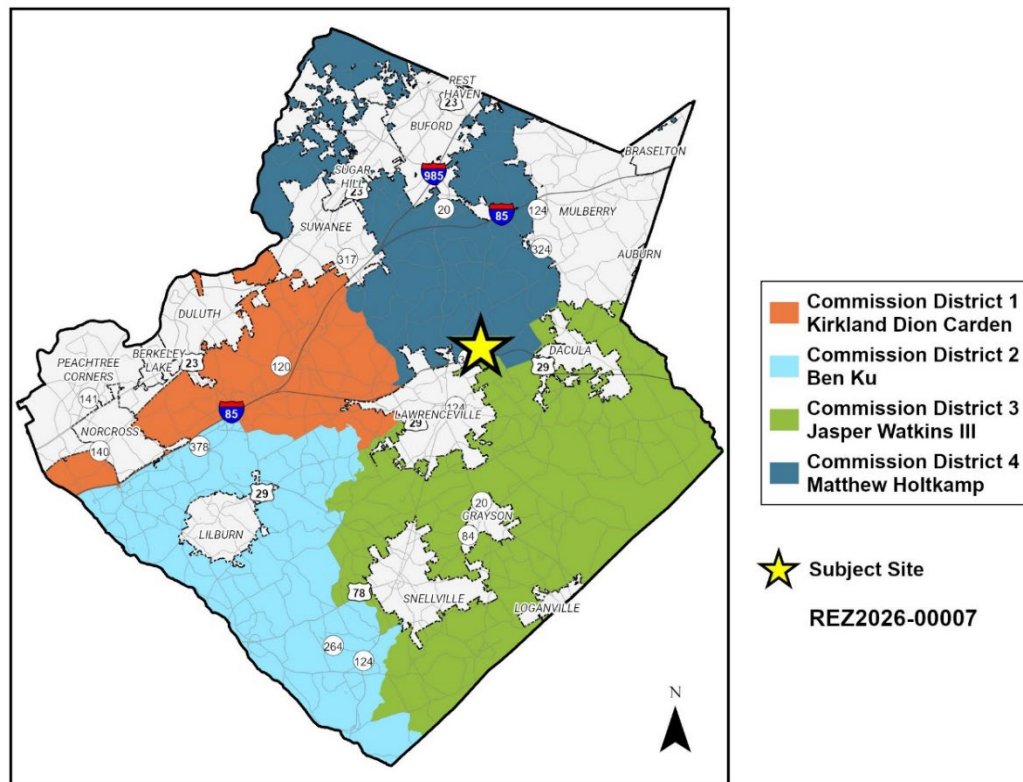 REST
HAVEN
23
BUFORD
BRASELTON
SUGAR
HILL
23
985
20
85
124
MULBERRY
SUWANEE
324
AUBURN
317
DULUTH
PEACHTREE
CORNERS
BERKELEY
LAKE
23
120
DACULA
29
141
85
LAWRENCEVILLE
124
29
NORCROSS
140
378
29
LILBURN
20
GRAYSON
84
78
SNELLVILLE
LOGANVILLE
264
124
N
Commission District 1
Kirkland Dion Carden
Commission District 2
Ben Ku
Commission District 3
Jasper Watkins III
Commission District 4
Matthew Holtkamp
Subject Site
REZ2026-00007